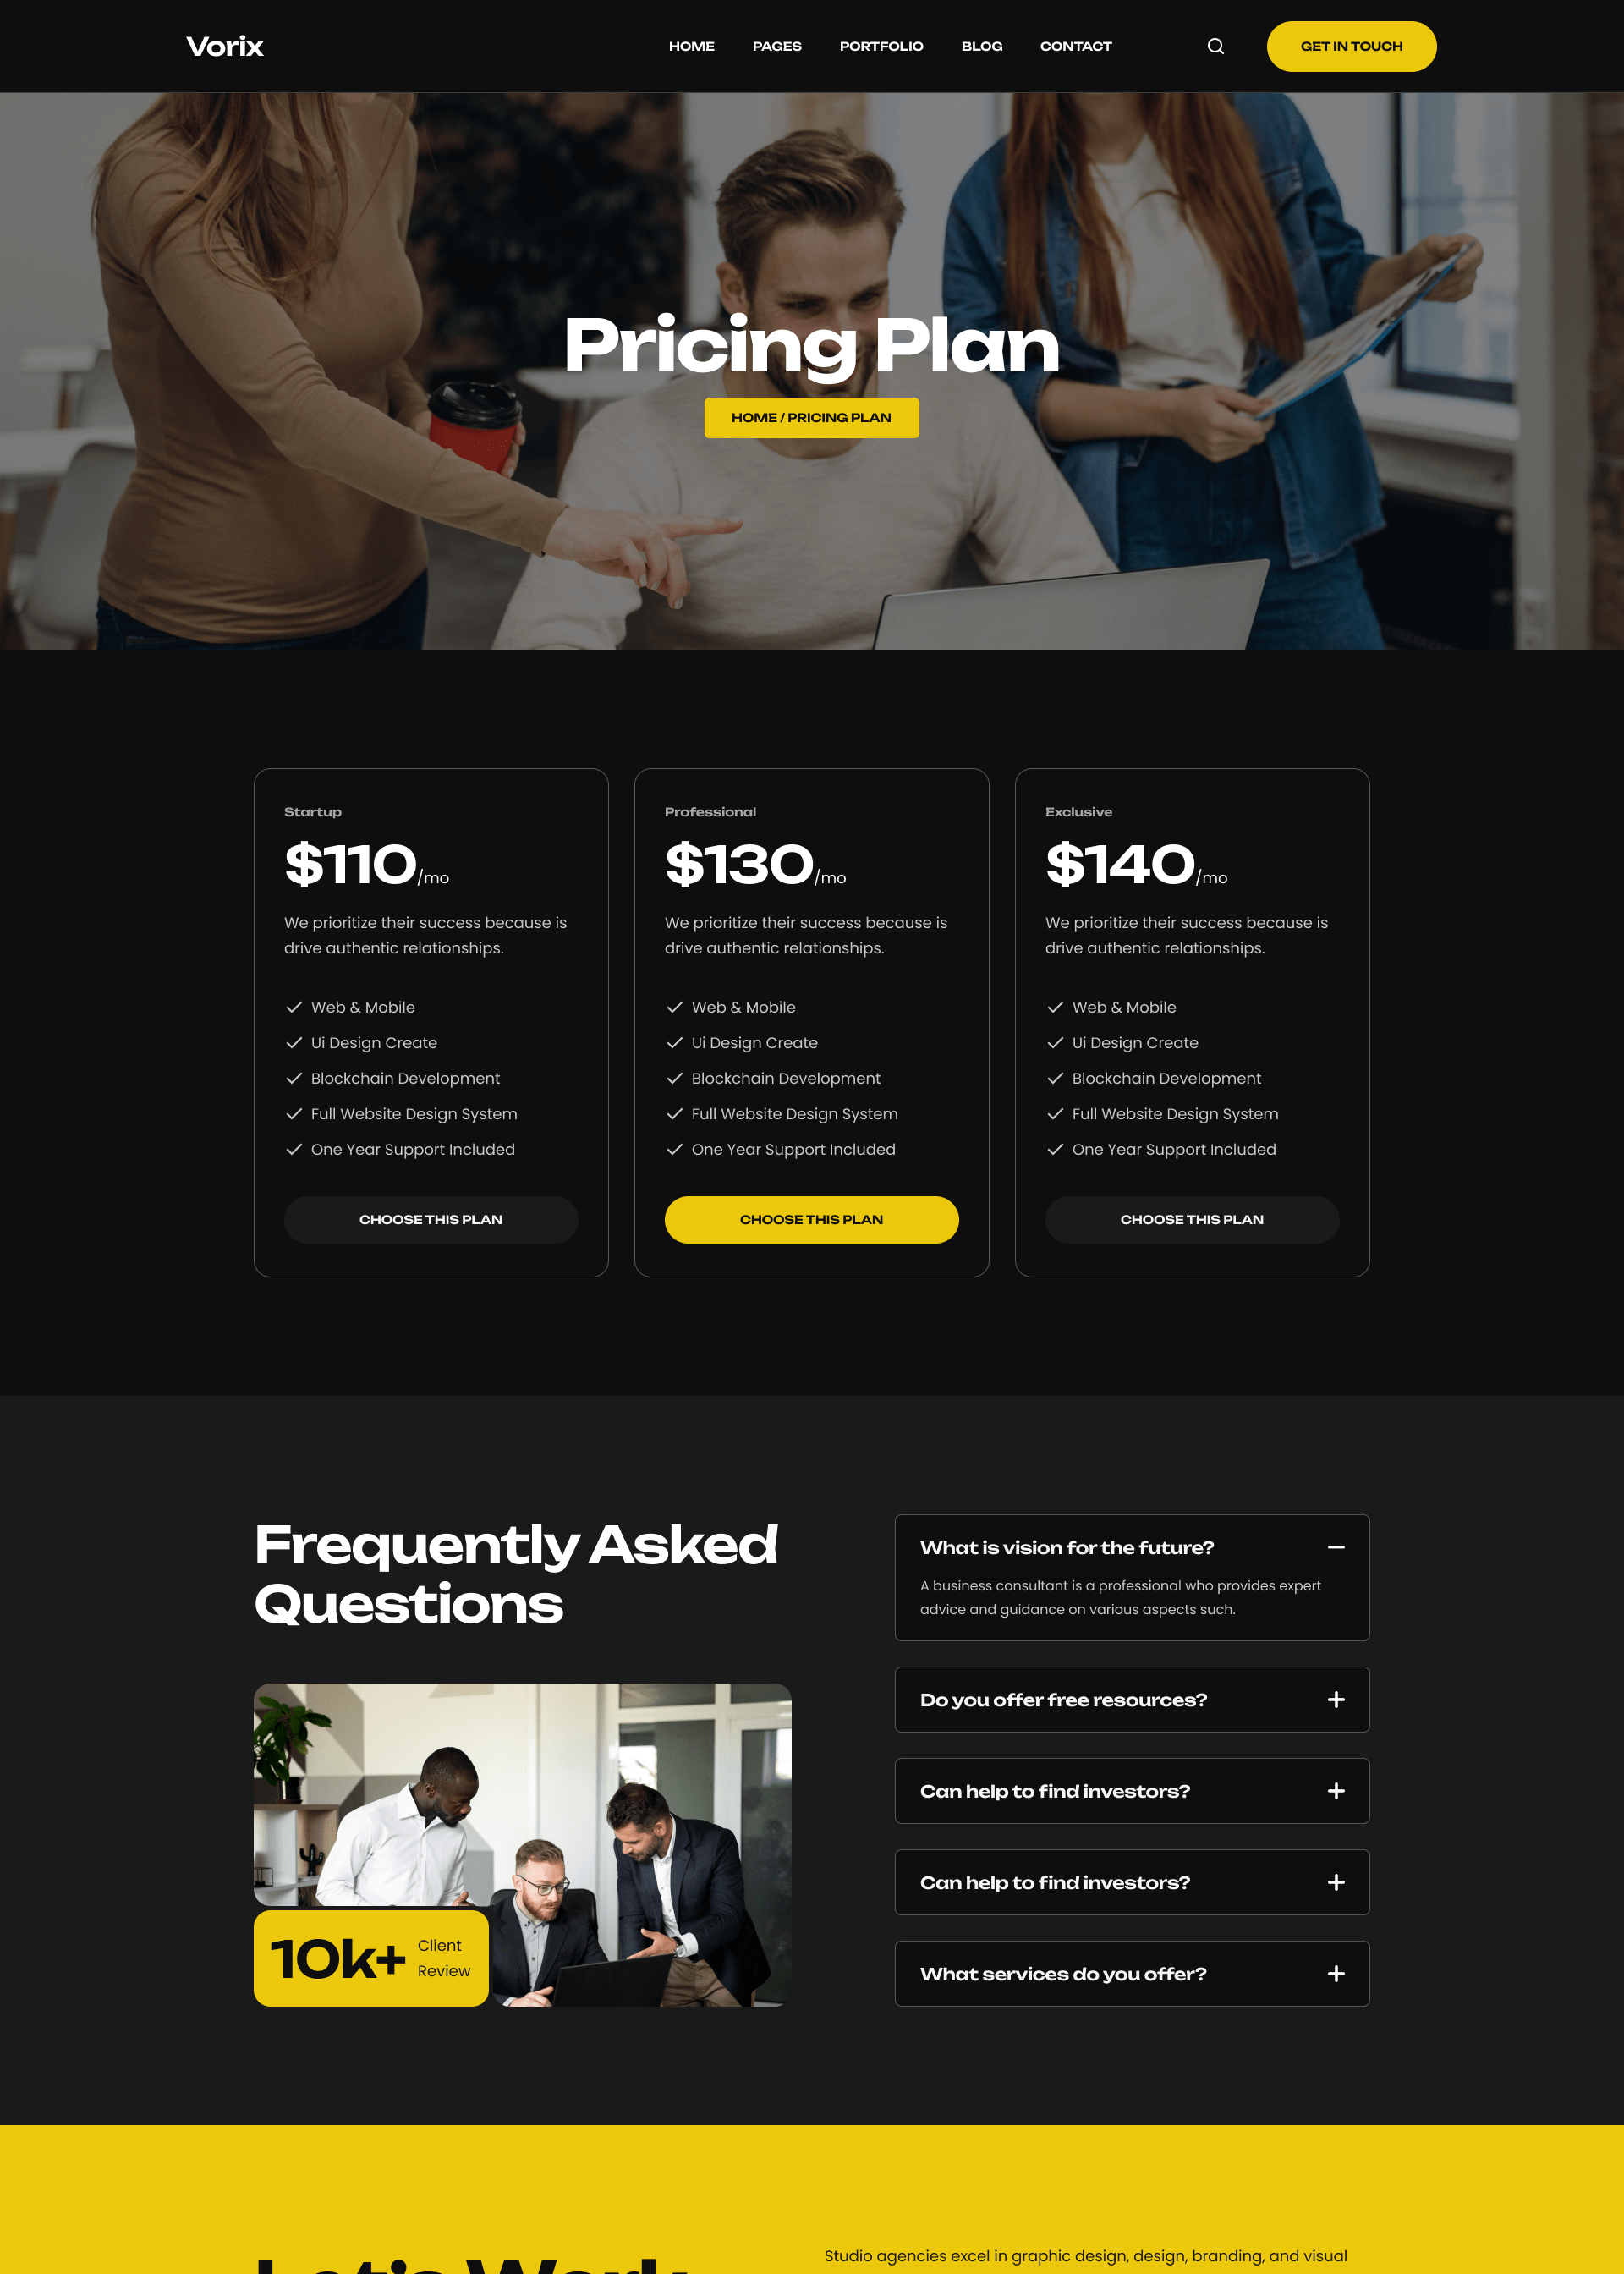 Vorix
HOME PAGES PORTFOLIO BLOG CONTACT
GET IN TOUCH
Pricing Plan
HOME / PRICING PLAN
Startup
$110/mo
We prioritize their success because is
drive authentic relationships.
Web & Mobile
Ui Design Create
Blockchain Development
Full Website Design System
One Year Support Included
CHOOSE THIS PLAN
Professional
$130/mo
We prioritize their success because is
drive authentic relationships.
Web & Mobile
Ui Design Create
Blockchain Development
Full Website Design System
One Year Support Included
CHOOSE THIS PLAN
Exclusive
$140/mo
We prioritize their success because is
drive authentic relationships.
Web & Mobile
Ui Design Create
Blockchain Development
Full Website Design System
One Year Support Included
CHOOSE THIS PLAN
Frequently Asked
Questions
10k+
Client
Review
What is vision for the future?
A business consultant is a professional who provides expert
advice and guidance on various aspects such.
Do you offer free resources?
Can help to find investors?
Can help to find investors?
What services do you offer?
Let's Work
Studio agencies excel in graphic design, design, branding, and visual